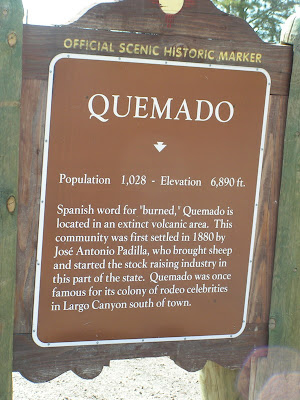 OFFICIAL SCENIC HISTORIC MARKER
QUEMADO
Population 1,028 - Elevation 6,890 ft.
Spanish word for "burned," Quemado is
located in an extinct volcanic area. This
community was first settled in 1880 by
José Antonio Padilla, who brought sheep
and started the stock raising industry in
this part of the state. Quemado was once
famous for its colony of rodeo celebrities
in Largo Canyon south of town.